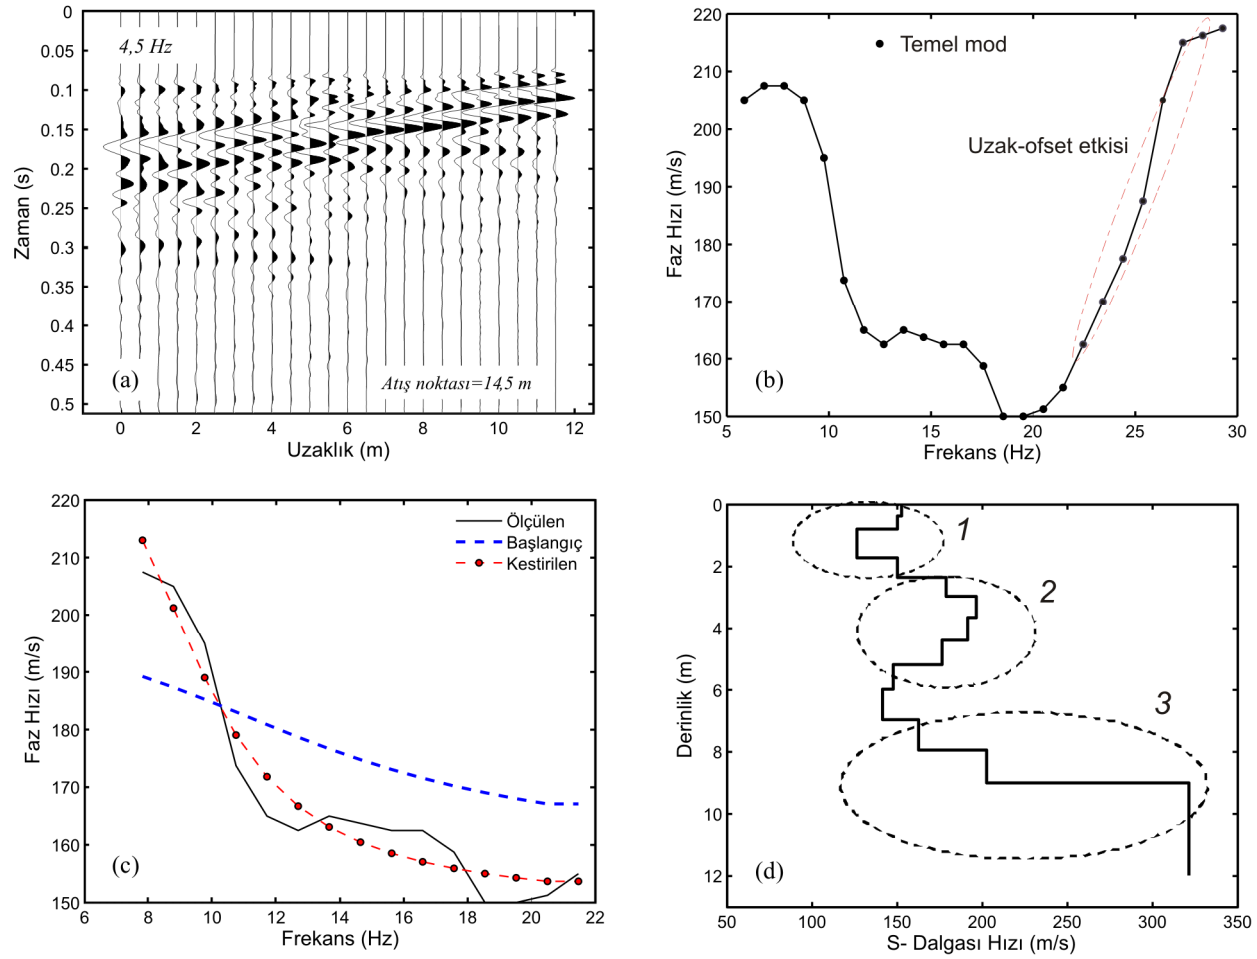 4,5 Hz
0
0.05
0.1
0.15
0.2
0.25
0.3
0.35
0.4
0.45
0.5
Zaman (s)
(a)
Atış noktası=14,5 m
0 2 4 6 8 10 12
Uzaklık (m)
220
210
200
190
180
170
160
150
Faz Hızı (m/s)
Temel mod
Uzak-ofset etkisi
(b)
5 10 15 20 25 30
Frekans (Hz)
220
210
200
190
180
170
160
150
Faz Hızı (m/s)
Ölçülen
Başlangıç
Kestirilen
(c)
6 8 10 12 14 16 18 20 22
Frekans (Hz)
0
2
4
6
8
10
12
Derinlik (m)
1
2
3
(d)
50 100 150 200 250 300 350
S- Dalgası Hızı (m/s)